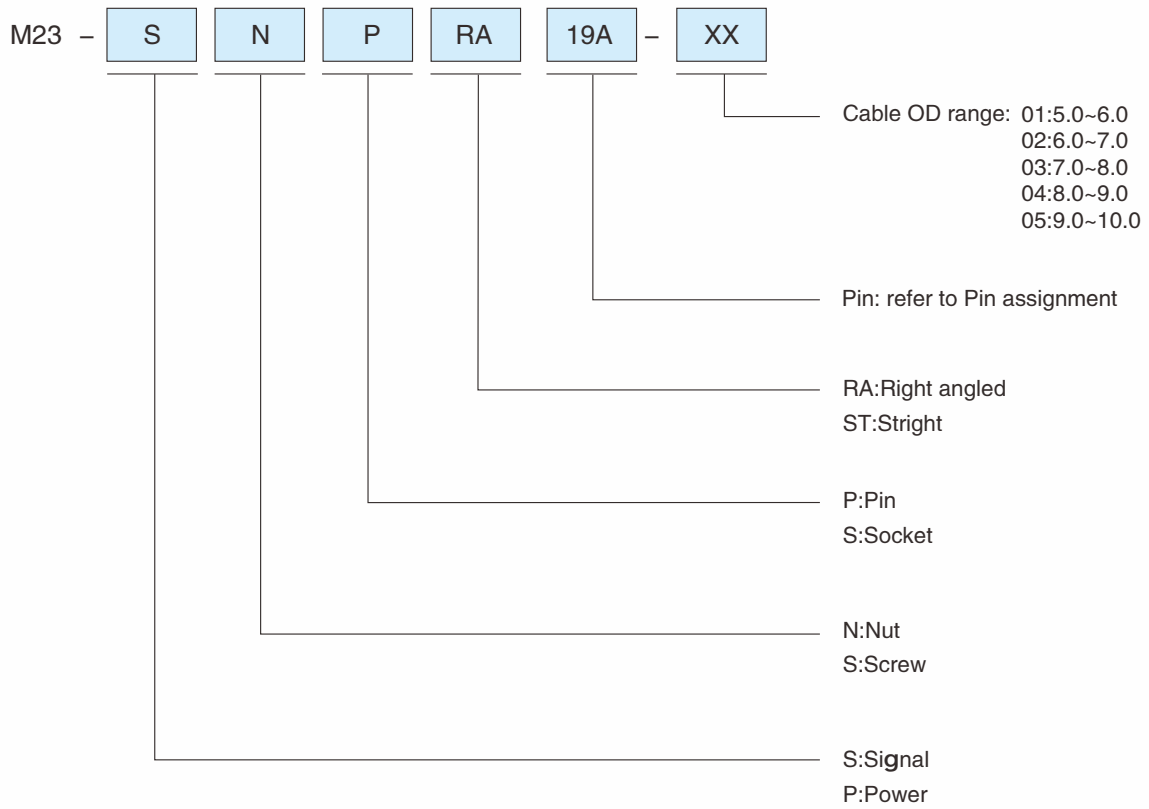 M23 – S N P RA 19A – XX
Cable OD range: 01:5.0~6.0
02:6.0~7.0
03:7.0~8.0
04:8.0~9.0
05:9.0~10.0
Pin: refer to Pin assignment
RA:Right angled
ST:Stright
P:Pin
S:Socket
N:Nut
S:Screw
S:Signal
P:Power